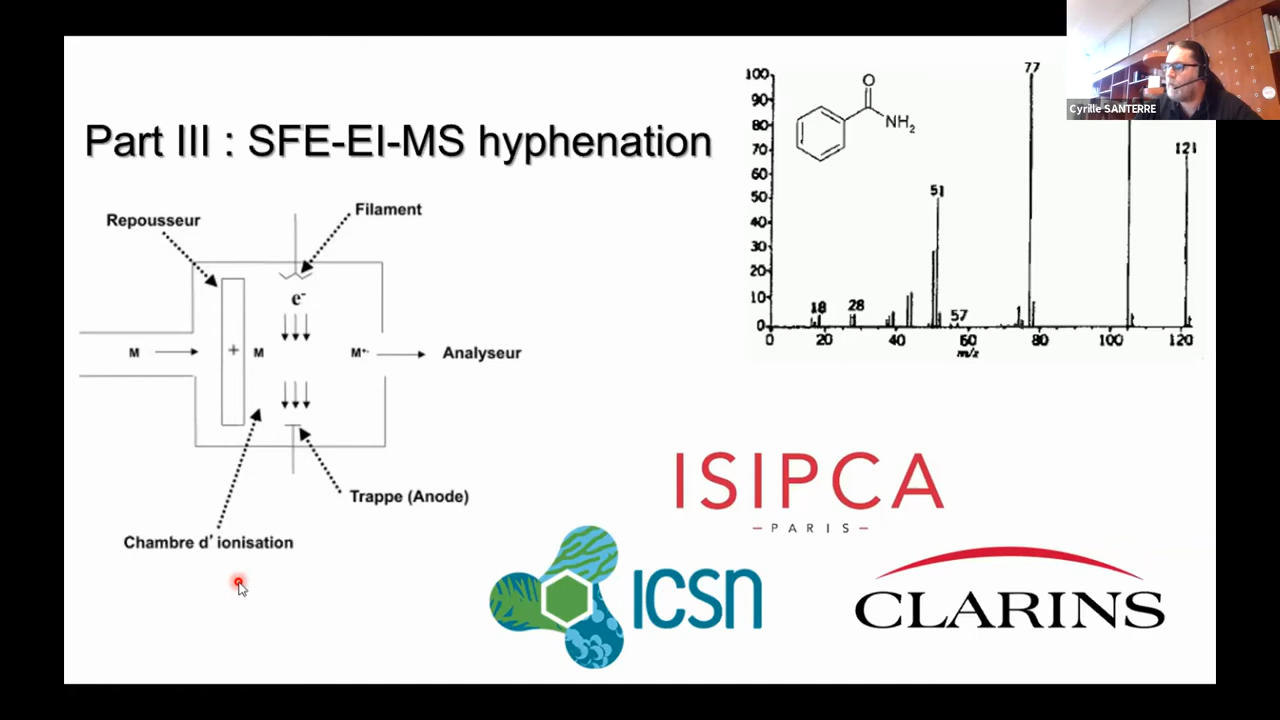 Part III : SFE-EI-MS hyphenation
Cyrille SANTERRE
Repousseur
Filament
e-
M
+
M
M+·
Analyseur
Trappe (Anode)
Chambre d' ionisation
100
90
80
70
60
50
40
30
20
10
0
O
NH2
18
28
51
57
77
121
0
20
40
60
80
100
120
m/z
ISIPCA
– PARIS –
ICSN
CLARINS